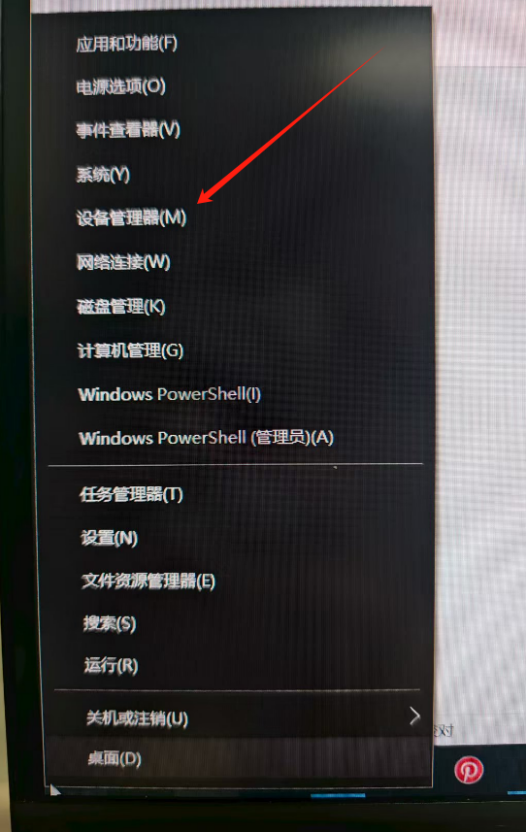 应用和功能(F)
电源选项(O)
事件查看器(V)
系统(Y)
设备管理器(M)
网络连接(W)
磁盘管理(K)
计算机管理(G)
Windows PowerShell(I)
Windows PowerShell (管理员)(A)
任务管理器(T)
设置(N)
文件资源管理器(E)
搜索(S)
运行(R)
关机或注销(U)
对
桌面(D)